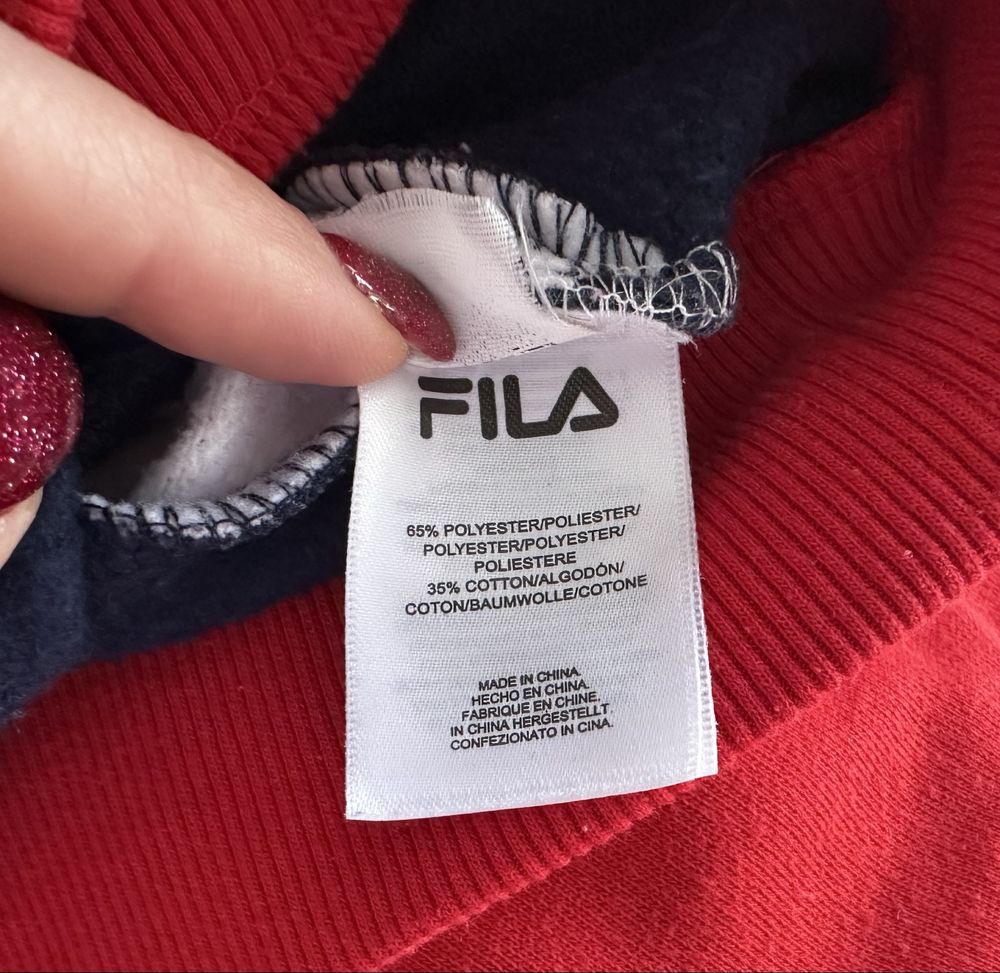 FILA
65% POLYESTER/POLIESTER/
POLYESTER/POLYESTER/
POLIESTERE
35% COTTON/ALGODÓN/
COTON/BAUMWOLLE/COTONE
MADE IN CHINA.
HECHO EN CHINA.
FABRIQUE EN CHINE.
IN CHINA HERGESTELLT.
CONFEZIONATO IN CINA.